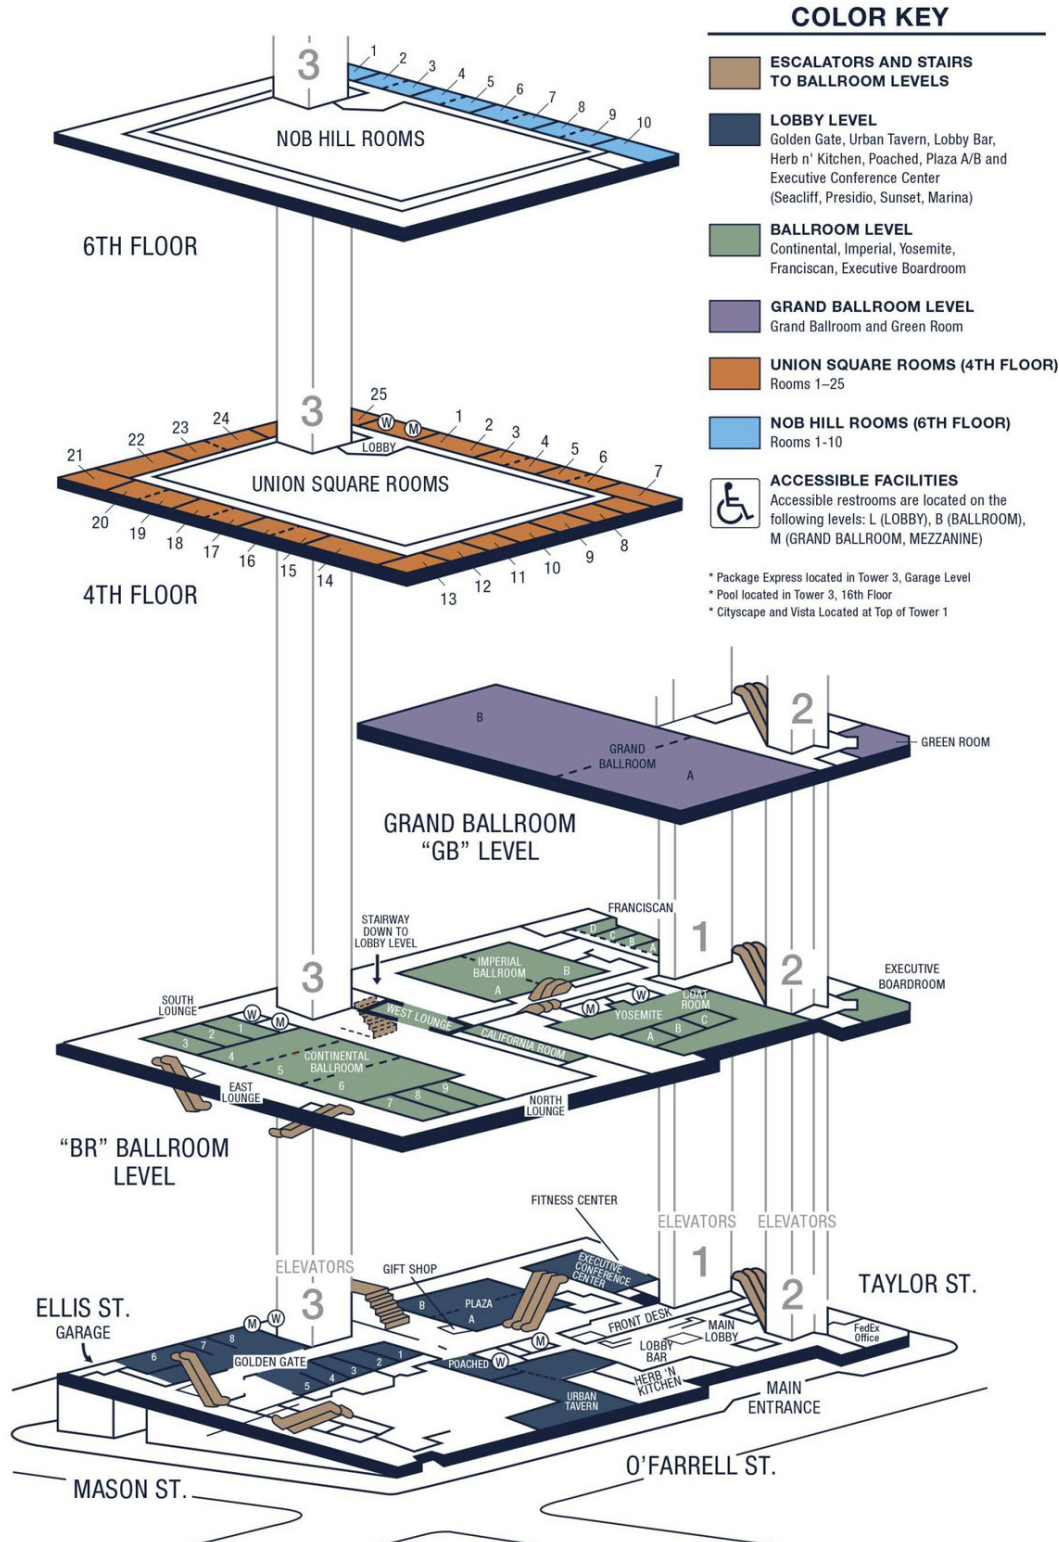 COLOR KEY
ESCALATORS AND STAIRS
TO BALLROOM LEVELS
LOBBY LEVEL
Golden Gate, Urban Tavern, Lobby Bar,
Herb n' Kitchen, Poached, Plaza A/B and
Executive Conference Center
(Seacliff, Presidio, Sunset, Marina)
BALLROOM LEVEL
Continental, Imperial, Yosemite,
Franciscan, Executive Boardroom
GRAND BALLROOM LEVEL
Grand Ballroom and Green Room
UNION SQUARE ROOMS (4TH FLOOR)
Rooms 1–25
NOB HILL ROOMS (6TH FLOOR)
Rooms 1-10
ACCESSIBLE FACILITIES
Accessible restrooms are located on the
following levels: L (LOBBY), B (BALLROOM),
M (GRAND BALLROOM, MEZZANINE)
* Package Express located in Tower 3, Garage Level
* Pool located in Tower 3, 16th Floor
* Cityscape and Vista Located at Top of Tower 1
3
1
2
3
4
5
6
7
8
9
10
NOB HILL ROOMS
6TH FLOOR
3
25
W
M
1
2
3
4
5
6
7
24
23
22
21
LOBBY
UNION SQUARE ROOMS
20
19
18
17
16
15
14
13
12
11
10
9
8
4TH FLOOR
2
B
GRAND
BALLROOM
A
GREEN ROOM
GRAND BALLROOM
“GB” LEVEL
FRANCISCAN
D
C
B
A
1
2
STAIRWAY
DOWN TO
LOBBY LEVEL
IMPERIAL
BALLROOM
B
A
EXECUTIVE
BOARDROOM
3
SOUTH
LOUNGE
W
M
WEST LOUNGE
CALIFORNIA ROOM
M
W
COAT
ROOM
YOSEMITE
A
B
C
1
2
3
4
5
6
7
8
9
CONTINENTAL
BALLROOM
EAST
LOUNGE
NORTH
LOUNGE
“BR” BALLROOM
LEVEL
FITNESS CENTER
ELEVATORS
ELEVATORS
1
2
ELEVATORS
3
GIFT SHOP
EXECUTIVE
CONFERENCE
CENTER
TAYLOR ST.
ELLIS ST.
GARAGE
M
W
B
PLAZA
A
FRONT DESK
MAIN
LOBBY
FedEx
Office
LOBBY
BAR
8
7
6
GOLDEN GATE
1
2
3
4
5
POACHED
W
M
HERB 'N
KITCHEN
URBAN
TAVERN
MAIN
ENTRANCE
O'FARRELL ST.
MASON ST.